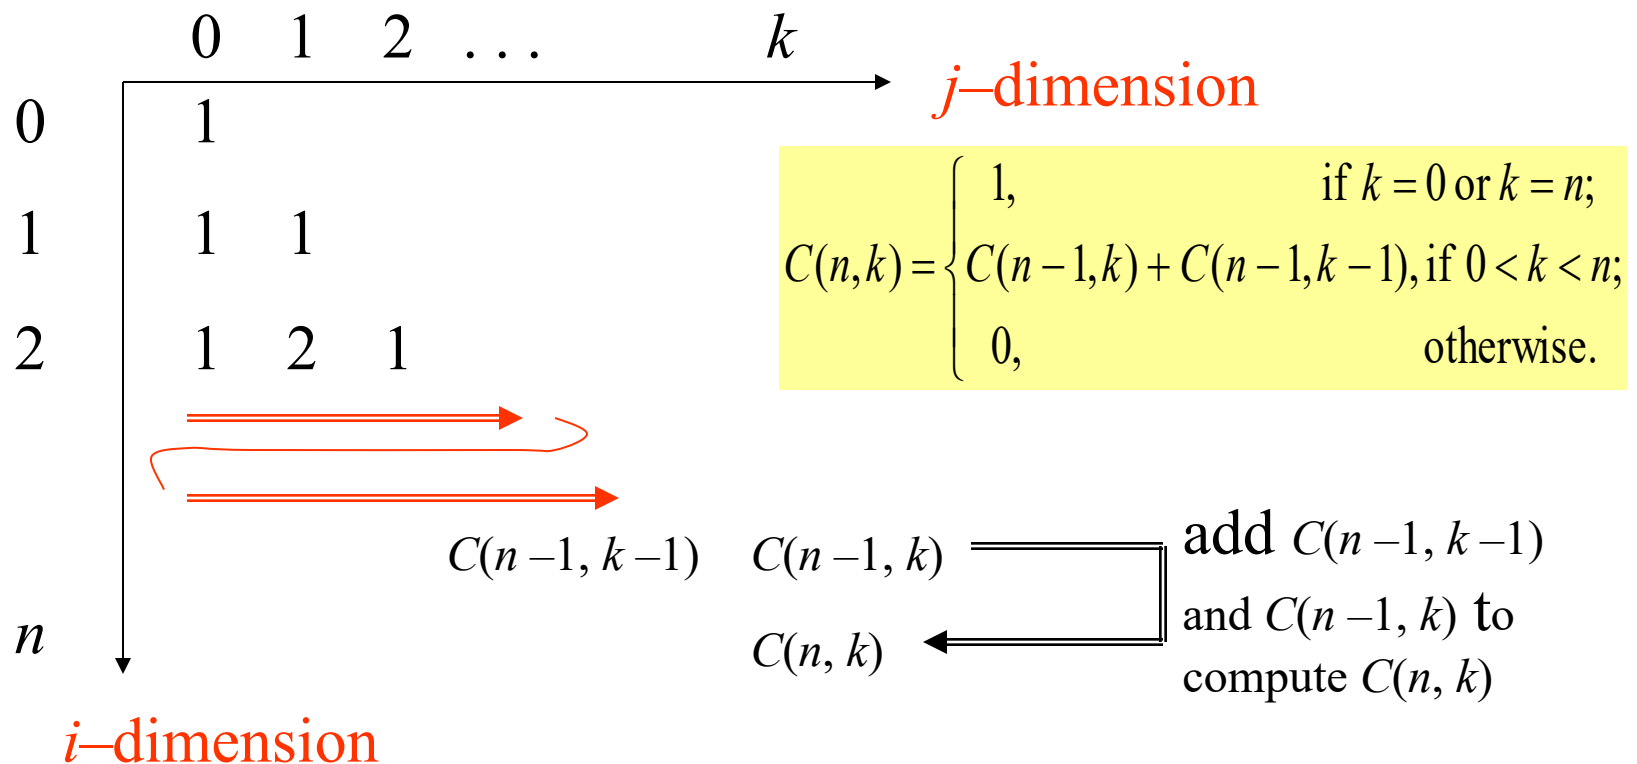 0 1 2 . . . k
j–dimension
0 1
1 1 1
2 1 2 1
C(n,k) = { 1, if k = 0 or k = n;
C(n − 1,k) + C(n − 1,k − 1), if 0 < k < n;
0, otherwise.
C(n –1, k –1) C(n –1, k)
add C(n –1, k –1)
and C(n –1, k) to
compute C(n, k)
n C(n, k)
i–dimension